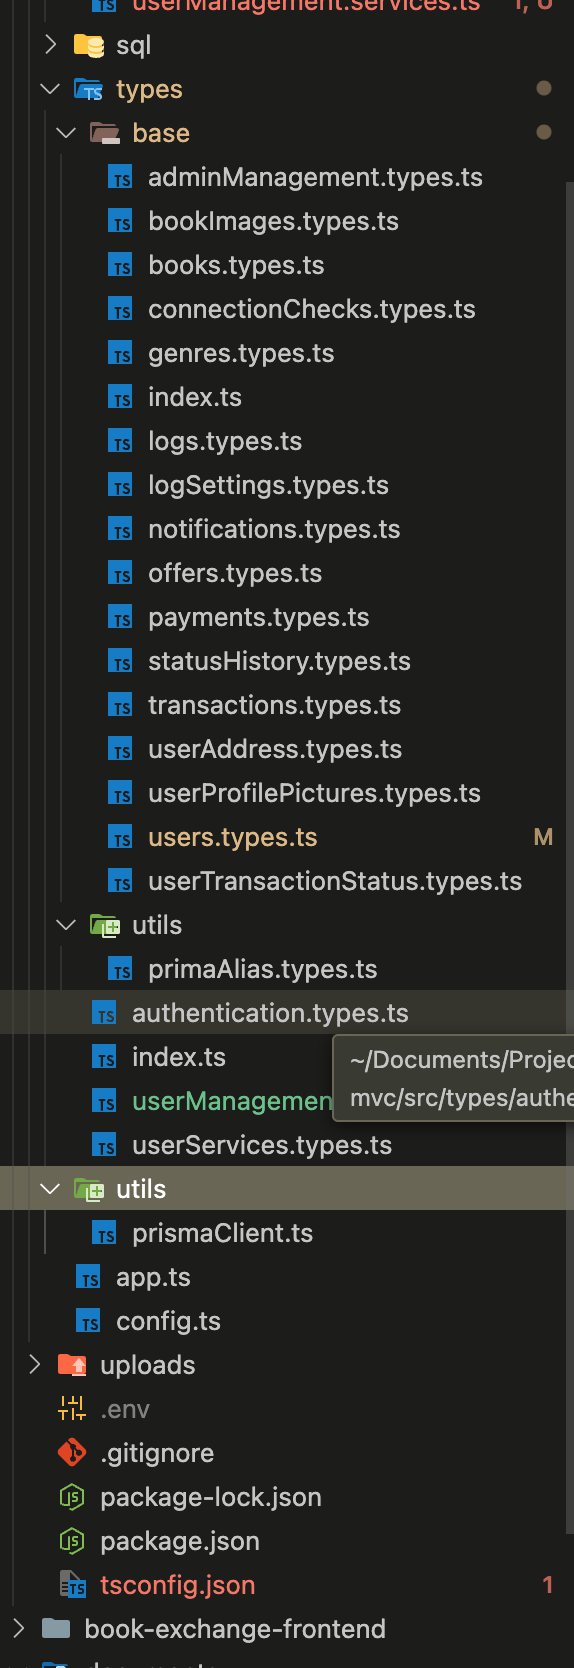 userManagement.services.ts 1, U
sql
types
base
adminManagement.types.ts
bookImages.types.ts
books.types.ts
connectionChecks.types.ts
genres.types.ts
index.ts
logs.types.ts
logSettings.types.ts
notifications.types.ts
offers.types.ts
payments.types.ts
statusHistory.types.ts
transactions.types.ts
userAddress.types.ts
userProfilePictures.types.ts
users.types.ts M
userTransactionStatus.types.ts
utils
primaAlias.types.ts
authentication.types.ts
index.ts
~/Documents/Projec
userManagemen
mvc/src/types/authe
userServices.types.ts
utils
prismaClient.ts
app.ts
config.ts
uploads
.env
.gitignore
package-lock.json
package.json
tsconfig.json 1
book-exchange-frontend